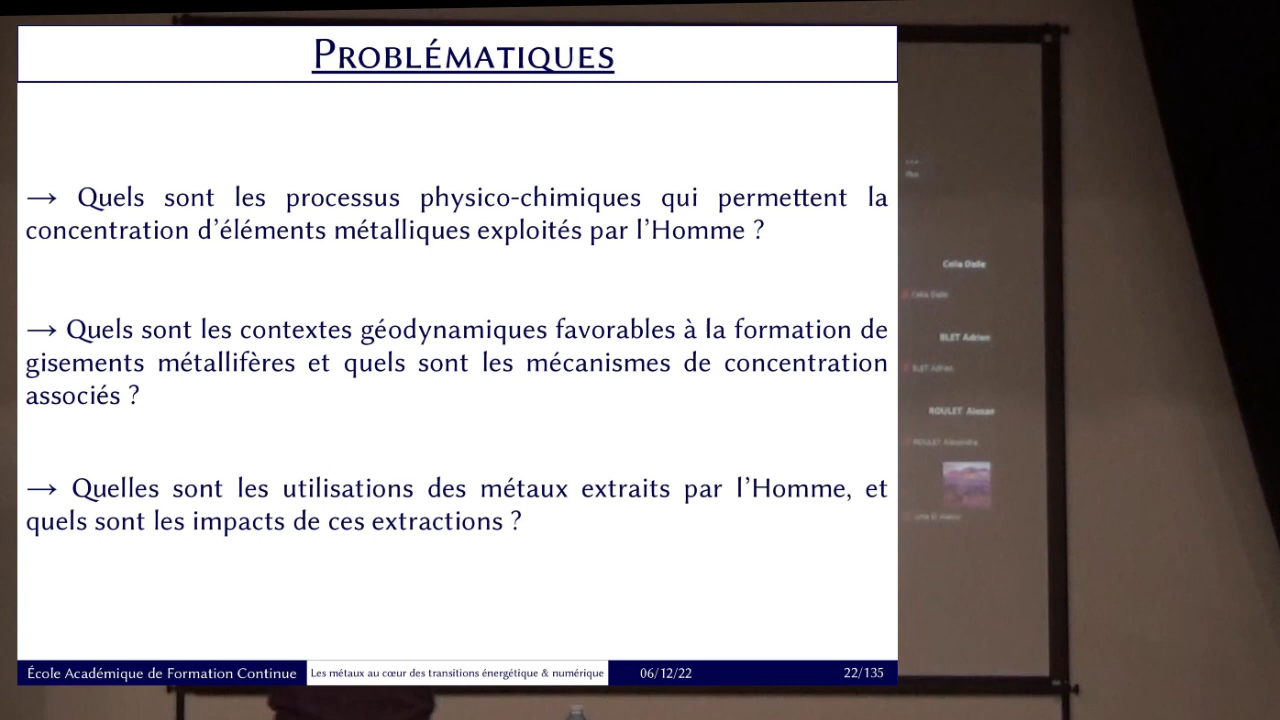 PROBLÉMATIQUES
→ Quels sont les processus physico-chimiques qui permettent la
concentration d'éléments métalliques exploités par l'Homme ?
→ Quels sont les contextes géodynamiques favorables à la formation de
gisements métallifères et quels sont les mécanismes de concentration
associés ?
→ Quelles sont les utilisations des métaux extraits par l'Homme, et
quels sont les impacts de ces extractions ?
École Académique de Formation Continue Les métaux au cœur des transitions énergétique & numérique 06/12/22 22/135
Celia Dalle
Celia Dalle
BLET Adrien
BLET Adrien
ROULET Alexan
ROULET Alexandra